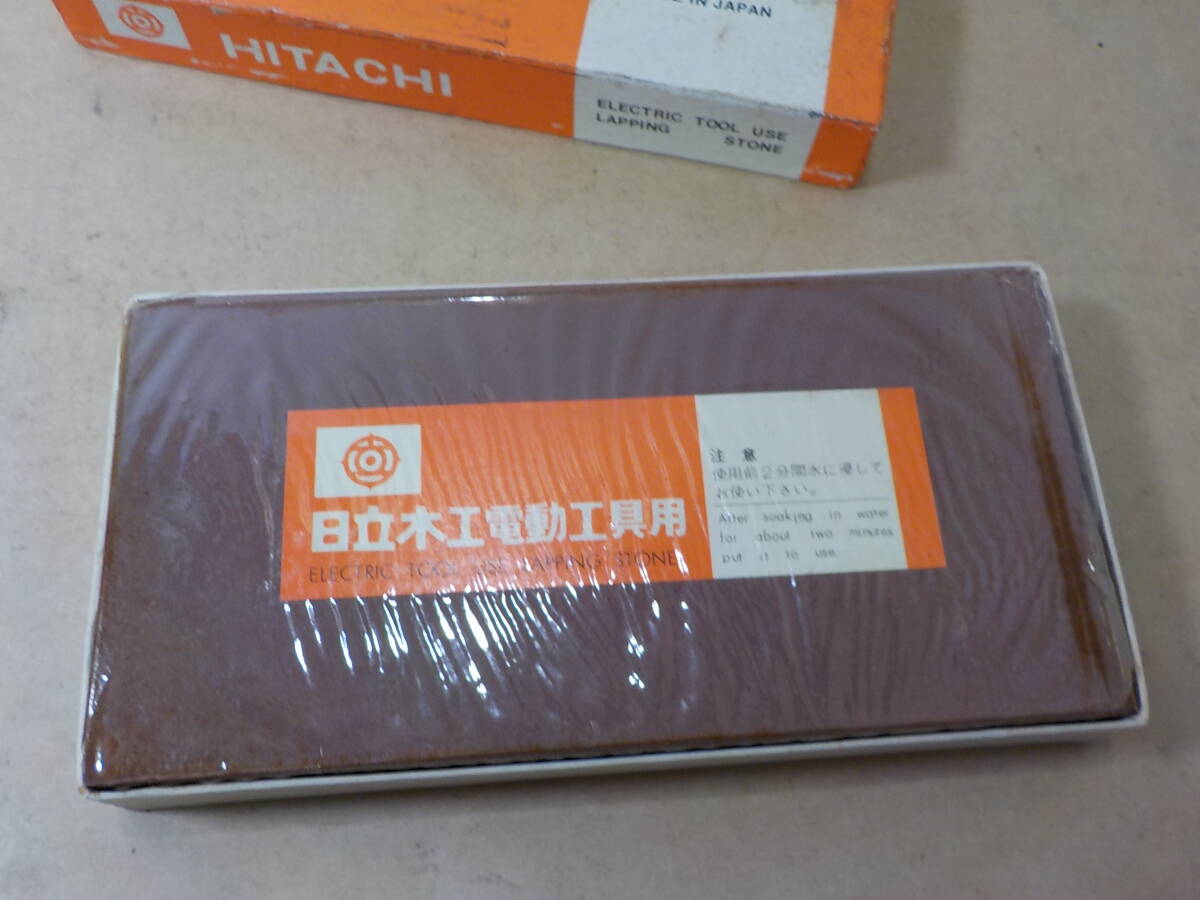 IN JAPAN
HITACHI
ELECTRIC TOOL USE
LAPPING STONE
日立木工電動工具用
ELECTRIC TOOL USE LAPPING STONE
注意
使用前2分間水に浸して
お使い下さい。
After soaking in water
for about two minutes
put it to use.